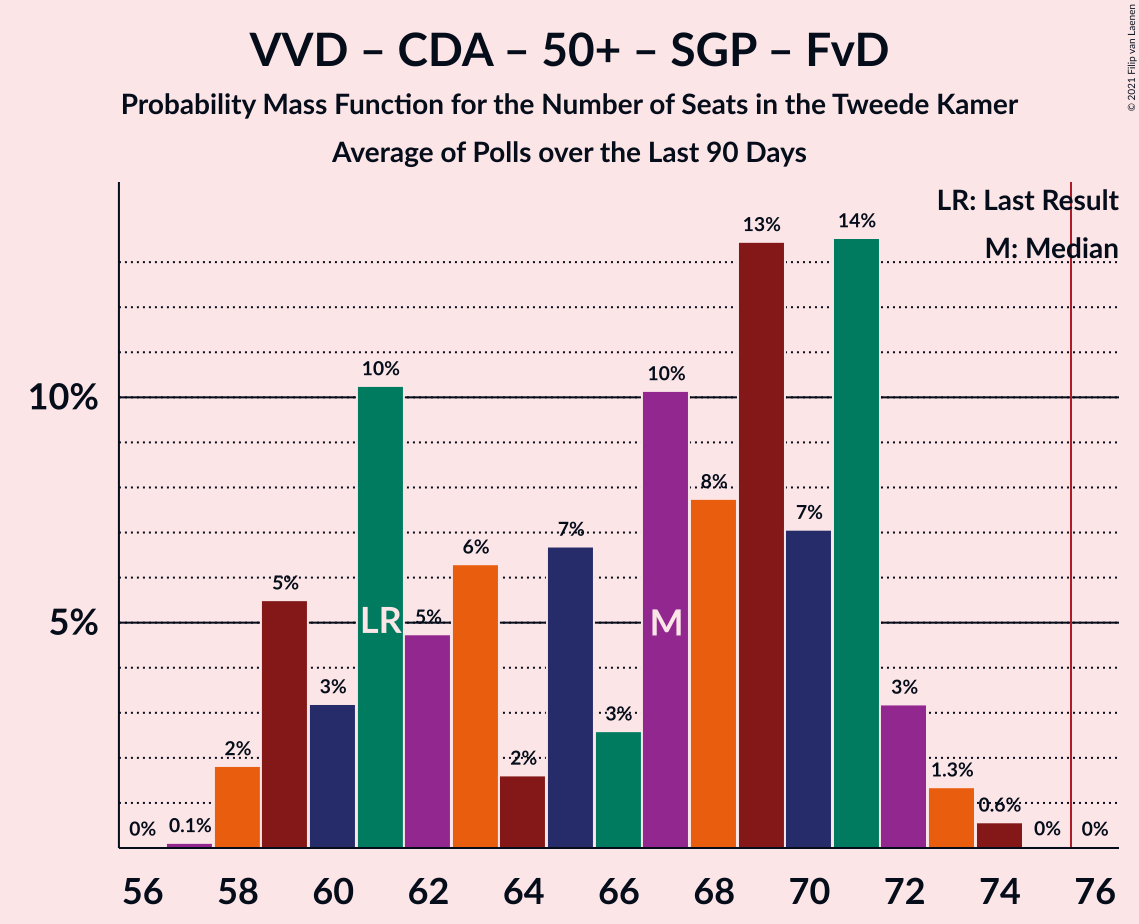 VVD – CDA – 50+ – SGP – FvD
Probability Mass Function for the Number of Seats in the Tweede Kamer
Average of Polls over the Last 90 Days
© 2021 Filip van Laenen
LR: Last Result
M: Median
10%
5%
0%
0.1%
2%
5%
3%
10%
5%
6%
2%
7%
3%
10%
8%
13%
7%
14%
3%
1.3%
0.6%
0%
0%
LR
M
56 58 60 62 64 66 68 70 72 74 76